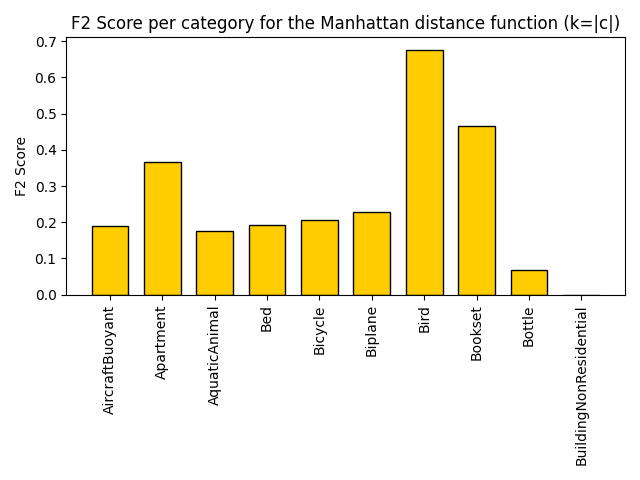 F2 Score per category for the Manhattan distance function (k=|c|)
F2 Score
0.7
0.6
0.5
0.4
0.3
0.2
0.1
0.0
AircraftBuoyant
Apartment
AquaticAnimal
Bed
Bicycle
Biplane
Bird
Bookset
Bottle
BuildingNonResidential